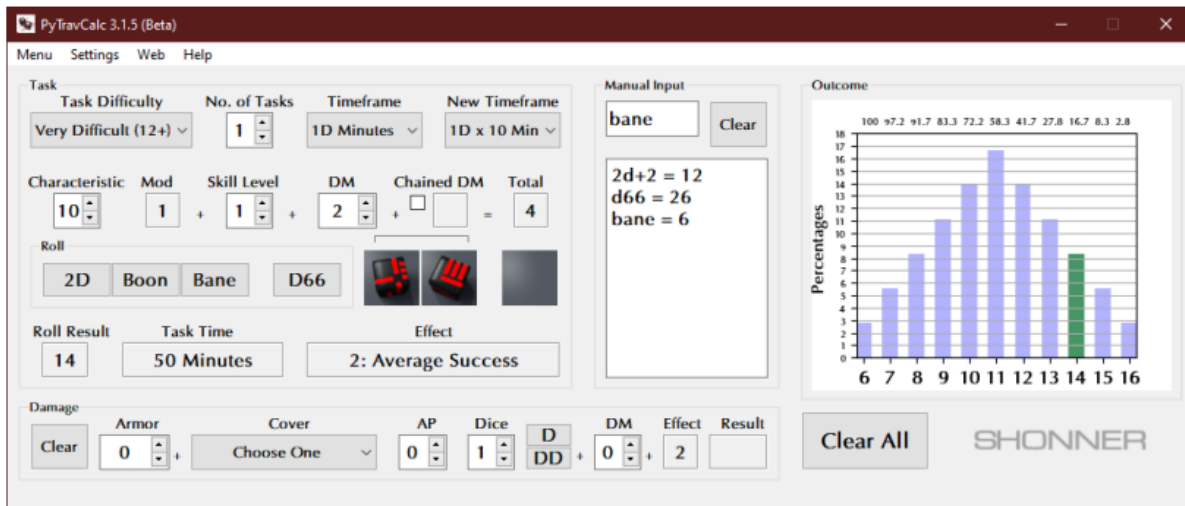 PyTravCalc 3.1.5 (Beta)
Menu Settings Web Help
Task
Task Difficulty No. of Tasks Timeframe New Timeframe
Very Difficult (12+) 1 1D Minutes 1D x 10 Min
Characteristic Mod Skill Level DM Chained DM Total
10 1 + 1 + 2 + = 4
Roll
2D Boon Bane D66
Roll Result Task Time Effect
14 50 Minutes 2: Average Success
Manual Input
bane Clear
2d+2 = 12
d66 = 26
bane = 6
Outcome
100 97.2 91.7 83.3 72.2 58.3 41.7 27.8 16.7 8.3 2.8
18
17
16
15
14
13
12
11
10
9
8
7
6
5
4
3
2
1
0
Percentages
6 7 8 9 10 11 12 13 14 15 16
Damage
Armor Cover AP Dice DM Effect Result
Clear 0 + Choose One 0 1 D DD + 0 + 2
Clear All
SHONNER